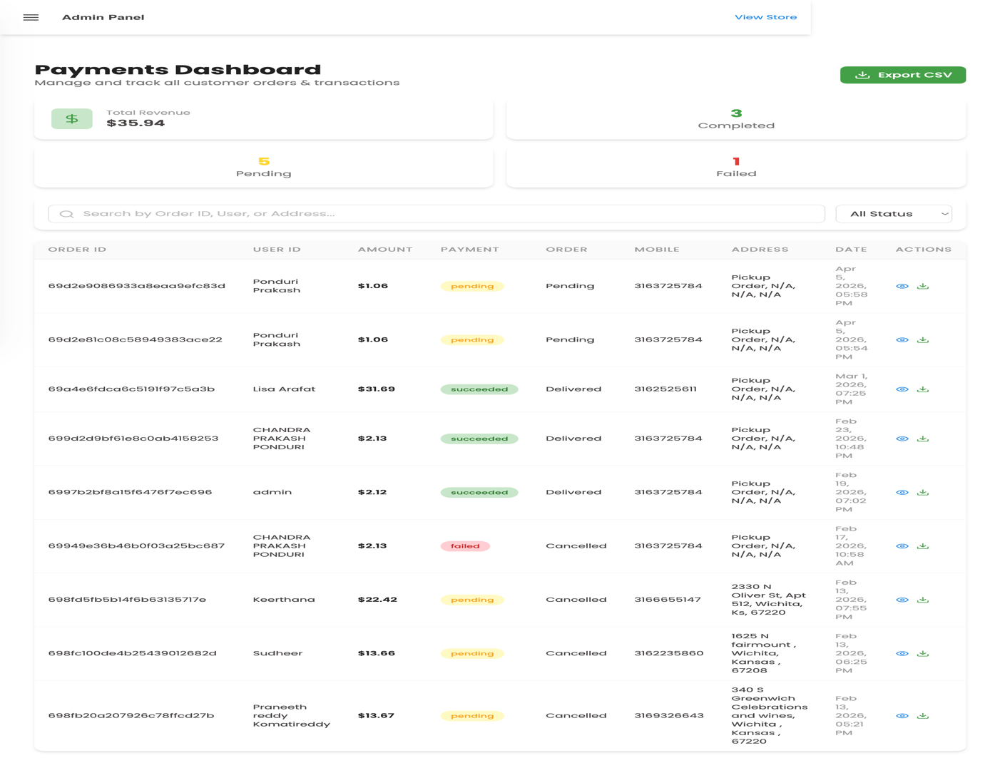 Admin Panel
View Store
Payments Dashboard
Manage and track all customer orders & transactions
Export CSV
Total Revenue
$35.94
3
Completed
5
Pending
1
Failed
Search by Order ID, User, or Address...
All Status
ORDER ID USER ID AMOUNT PAYMENT ORDER MOBILE ADDRESS DATE ACTIONS
69d2e9086933a8eaa9efc83d
Ponduri
Prakash
$1.06
pending
Pending
3163725784
Pickup
Order, N/A,
N/A, N/A
Apr
5,
2026,
05:58
PM
69d2e81c08c58949383ace22
Ponduri
Prakash
$1.06
pending
Pending
3163725784
Pickup
Order, N/A,
N/A, N/A
Apr
5,
2026,
05:54
PM
69a4e6fdca6c5191f97c5a3b
Lisa Arafat
$31.69
succeeded
Delivered
3162525611
Pickup
Order, N/A,
N/A, N/A
Mar 1,
2026,
07:25
PM
699d2d9bf61e8c0ab4158253
CHANDRA
PRAKASH
PONDURI
$2.13
succeeded
Delivered
3163725784
Pickup
Order, N/A,
N/A, N/A
Feb
23,
2026,
10:48
PM
6997b2bf8a15f6476f7ec696
admin
$2.12
succeeded
Delivered
3163725784
Pickup
Order, N/A,
N/A, N/A
Feb
19,
2026,
07:02
PM
69949e36b46b0f03a25bc687
CHANDRA
PRAKASH
PONDURI
$2.13
failed
Cancelled
3163725784
Pickup
Order, N/A,
N/A, N/A
Feb
17,
2026,
10:58
AM
698fd5fb5b14f6b63135717e
Keerthana
$22.42
pending
Cancelled
3166655147
2330 N
Oliver St, Apt
512, Wichita,
Ks, 67220
Feb
13,
2026,
07:55
PM
698fc100de4b25439012682d
Sudheer
$13.66
pending
Cancelled
3162235860
1625 N
fairmount ,
Wichita,
Kansas ,
67208
Feb
13,
2026,
06:25
PM
698fb20a207926c78ffcd27b
Praneeth
reddy
Komatireddy
$13.67
pending
Cancelled
3169326643
340 S
Greenwich
Celebrations
and wines,
Wichita ,
Kansas ,
67220
Feb
13,
2026,
05:21
PM